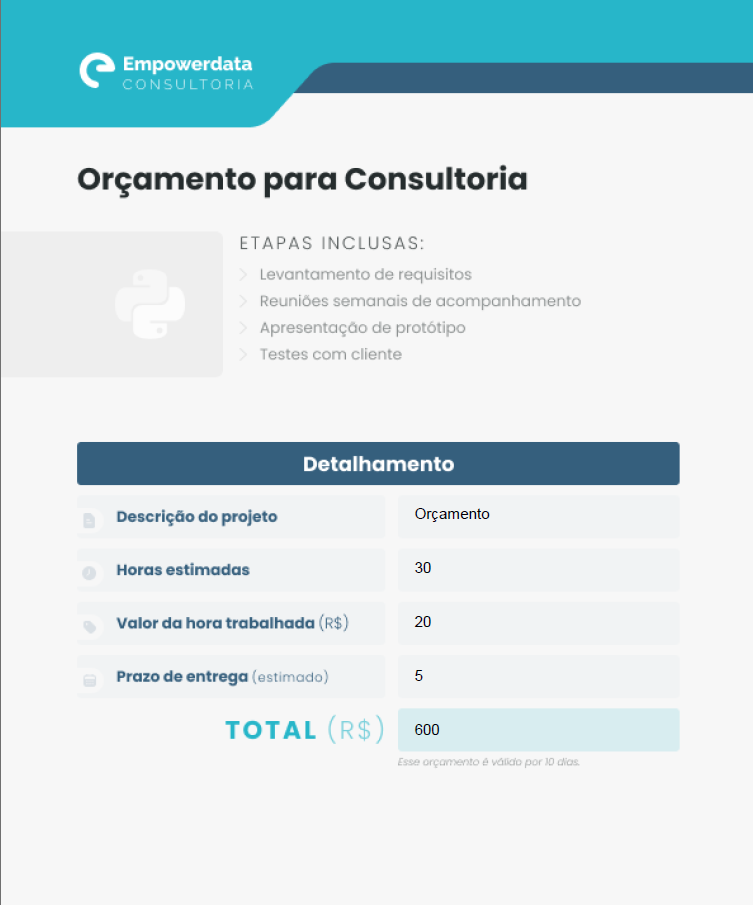 Empowerdata
CONSULTORIA
Orçamento para Consultoria
ETAPAS INCLUSAS:
Levantamento de requisitos
Reuniões semanais de acompanhamento
Apresentação de protótipo
Testes com cliente
Detalhamento
Descrição do projeto Orçamento
Horas estimadas 30
Valor da hora trabalhada (R$) 20
Prazo de entrega (estimado) 5
TOTAL (R$) 600
Esse orçamento é válido por 10 dias.